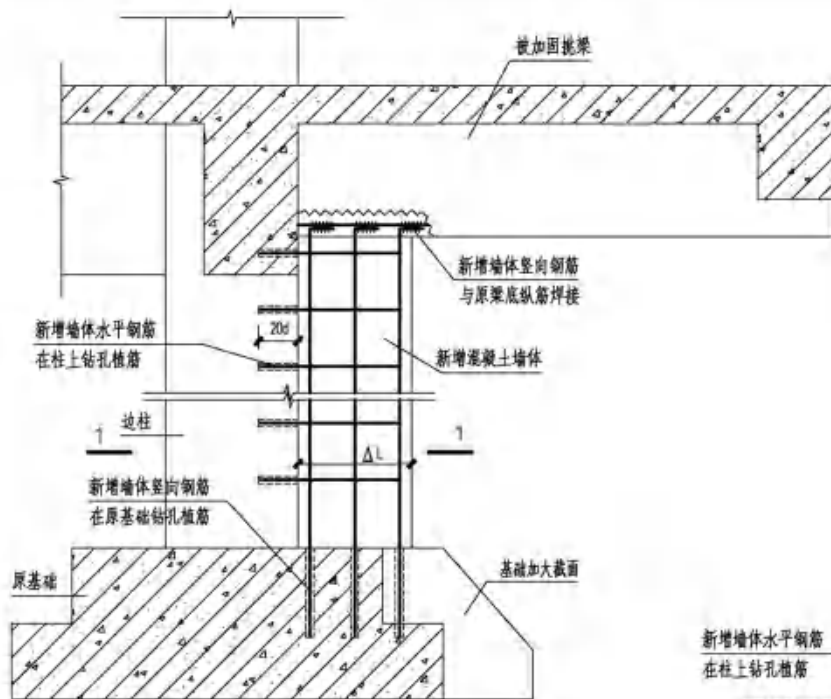 被加固挑梁
新增墙体竖向钢筋
与原梁底纵筋焊接
20d
新增墙体水平钢筋
在柱上钻孔植筋
新增混凝土墙体
边柱
1
1
ΔL
新增墙体竖向钢筋
在原基础钻孔植筋
原基础
基础加大截面
新增墙体水平钢筋
在柱上钻孔植筋